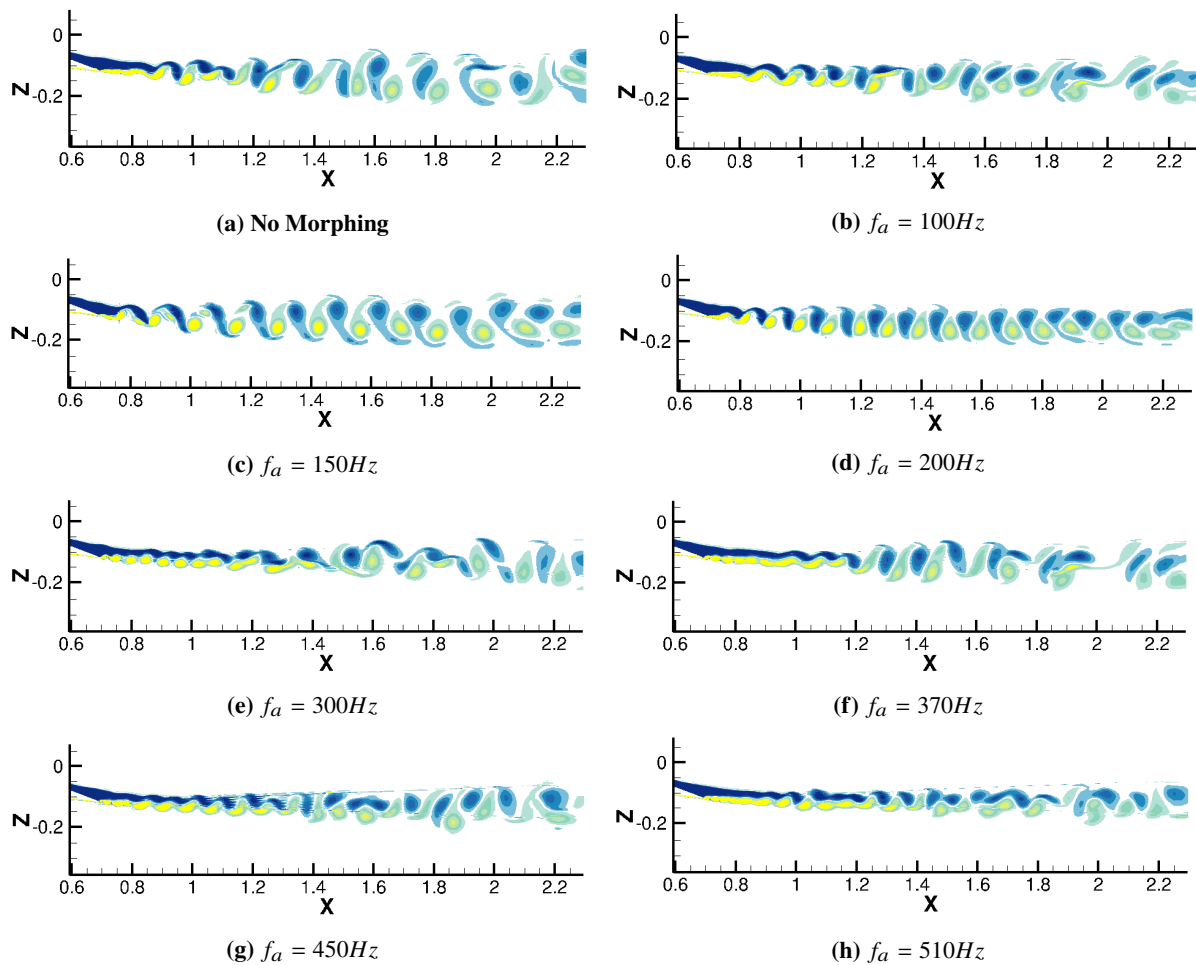 0
Z
-0.2
0.6 0.8 1 1.2 1.4 1.6 1.8 2 2.2
X
(a) No Morphing
0
Z
-0.2
0.6 0.8 1 1.2 1.4 1.6 1.8 2 2.2
X
(b) f_a = 100Hz
0
Z
-0.2
0.6 0.8 1 1.2 1.4 1.6 1.8 2 2.2
X
(c) f_a = 150Hz
0
Z
-0.2
0.6 0.8 1 1.2 1.4 1.6 1.8 2 2.2
X
(d) f_a = 200Hz
0
Z
-0.2
0.6 0.8 1 1.2 1.4 1.6 1.8 2 2.2
X
(e) f_a = 300Hz
0
Z
-0.2
0.6 0.8 1 1.2 1.4 1.6 1.8 2 2.2
X
(f) f_a = 370Hz
0
Z
-0.2
0.6 0.8 1 1.2 1.4 1.6 1.8 2 2.2
X
(g) f_a = 450Hz
0
Z
-0.2
0.6 0.8 1 1.2 1.4 1.6 1.8 2 2.2
X
(h) f_a = 510Hz